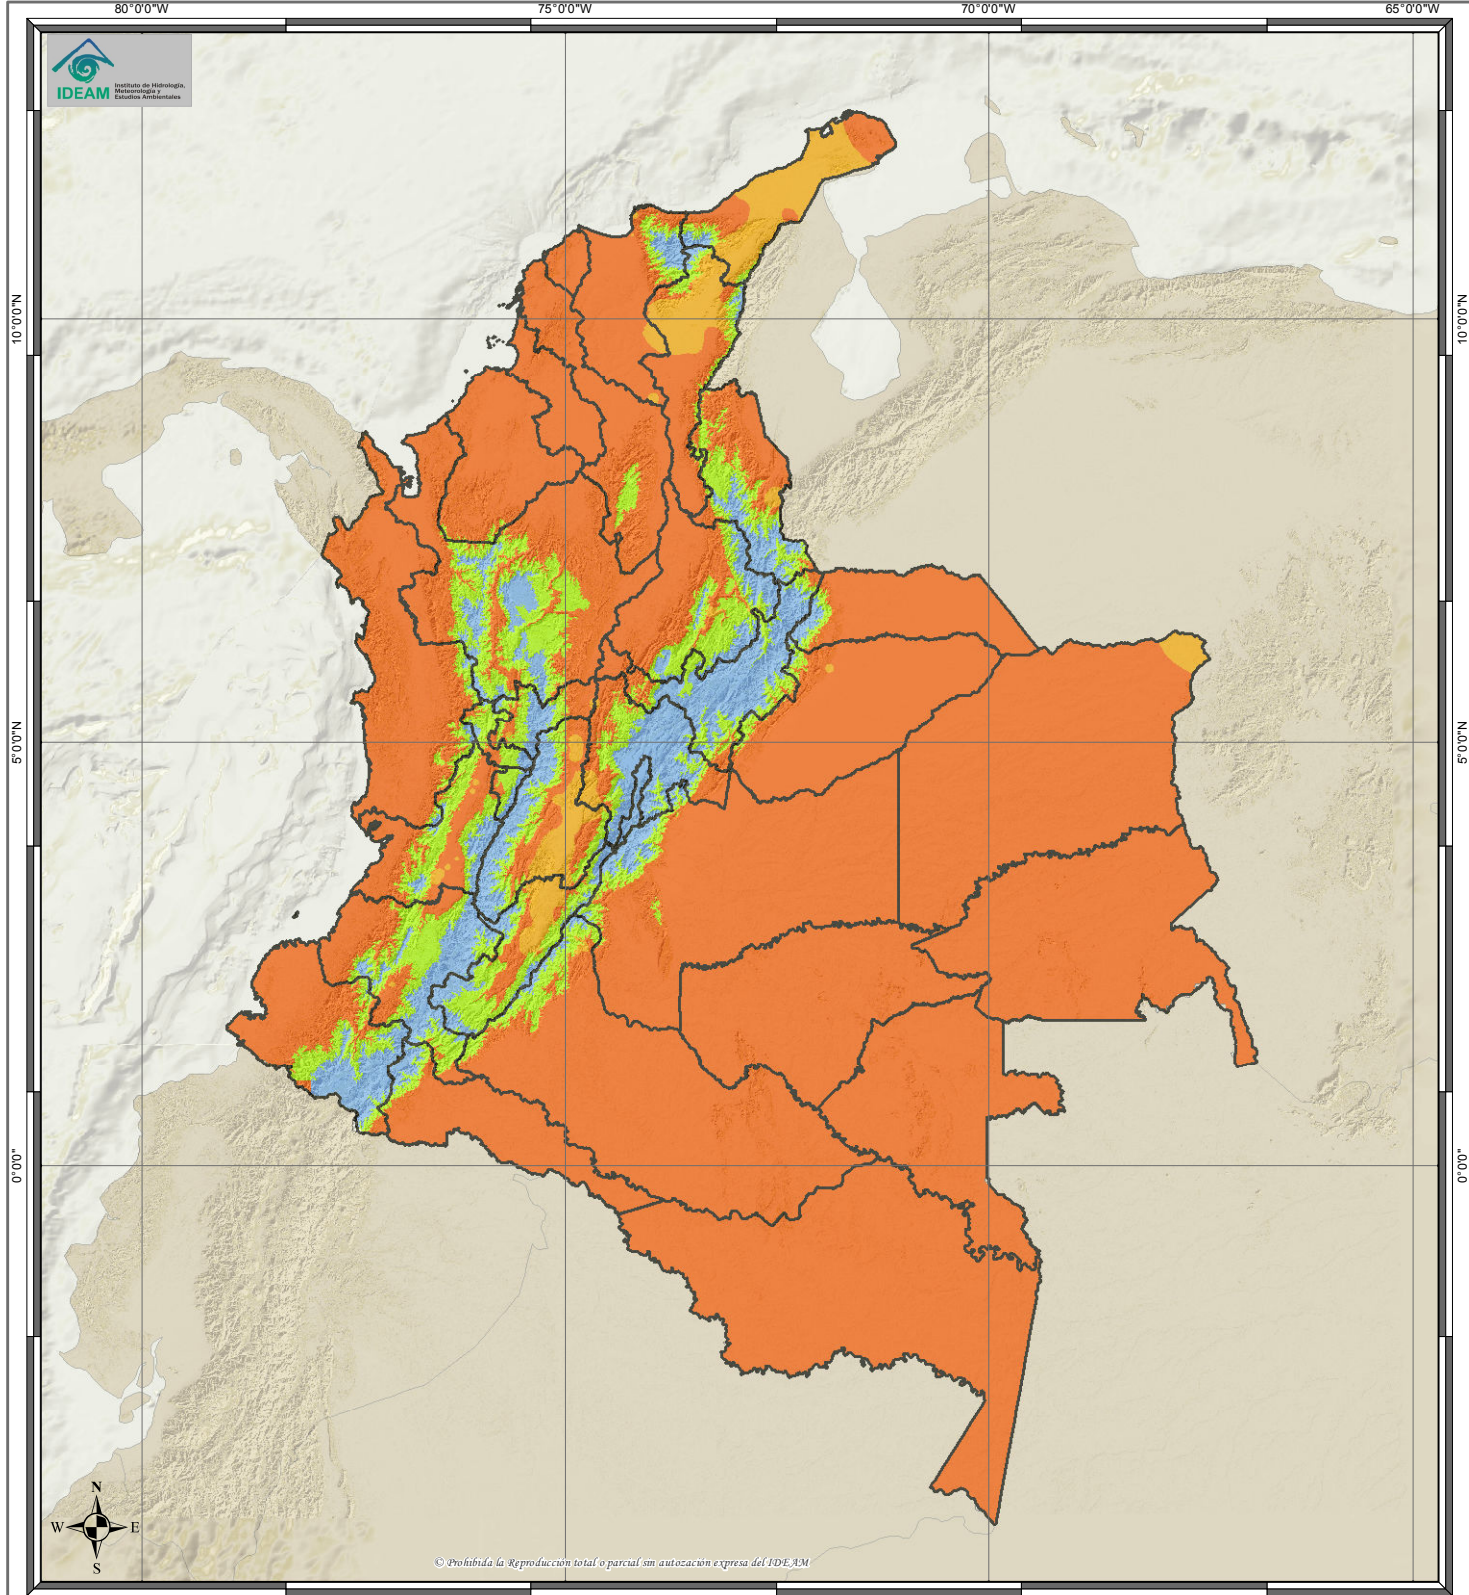 80°0'0"W 75°0'0"W 70°0'0"W 65°0'0"W
IDEAM
Instituto de Hidrología,
Meteorología y
Estudios Ambientales
10°0'0"N 10°0'0"N
5°0'0"N 5°0'0"N
0°0'0" 0°0'0"
N
W E
S
© Prohibida la Reproducción total o parcial sin autozación expresa del IDEAM